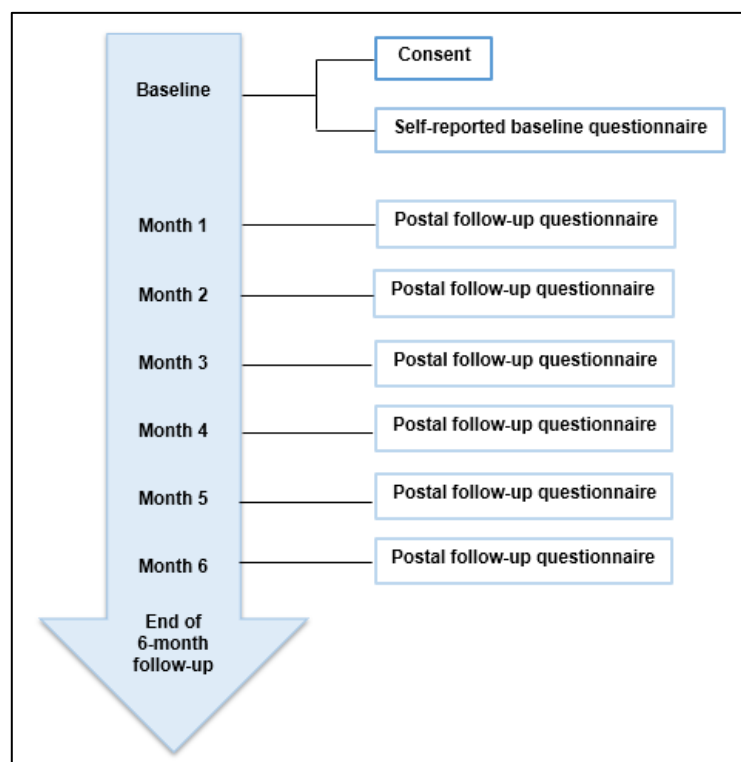 Consent
Baseline
Self-reported baseline questionnaire
Month 1
Postal follow-up questionnaire
Month 2
Postal follow-up questionnaire
Month 3
Postal follow-up questionnaire
Month 4
Postal follow-up questionnaire
Month 5
Postal follow-up questionnaire
Month 6
Postal follow-up questionnaire
End of
6-month
follow-up